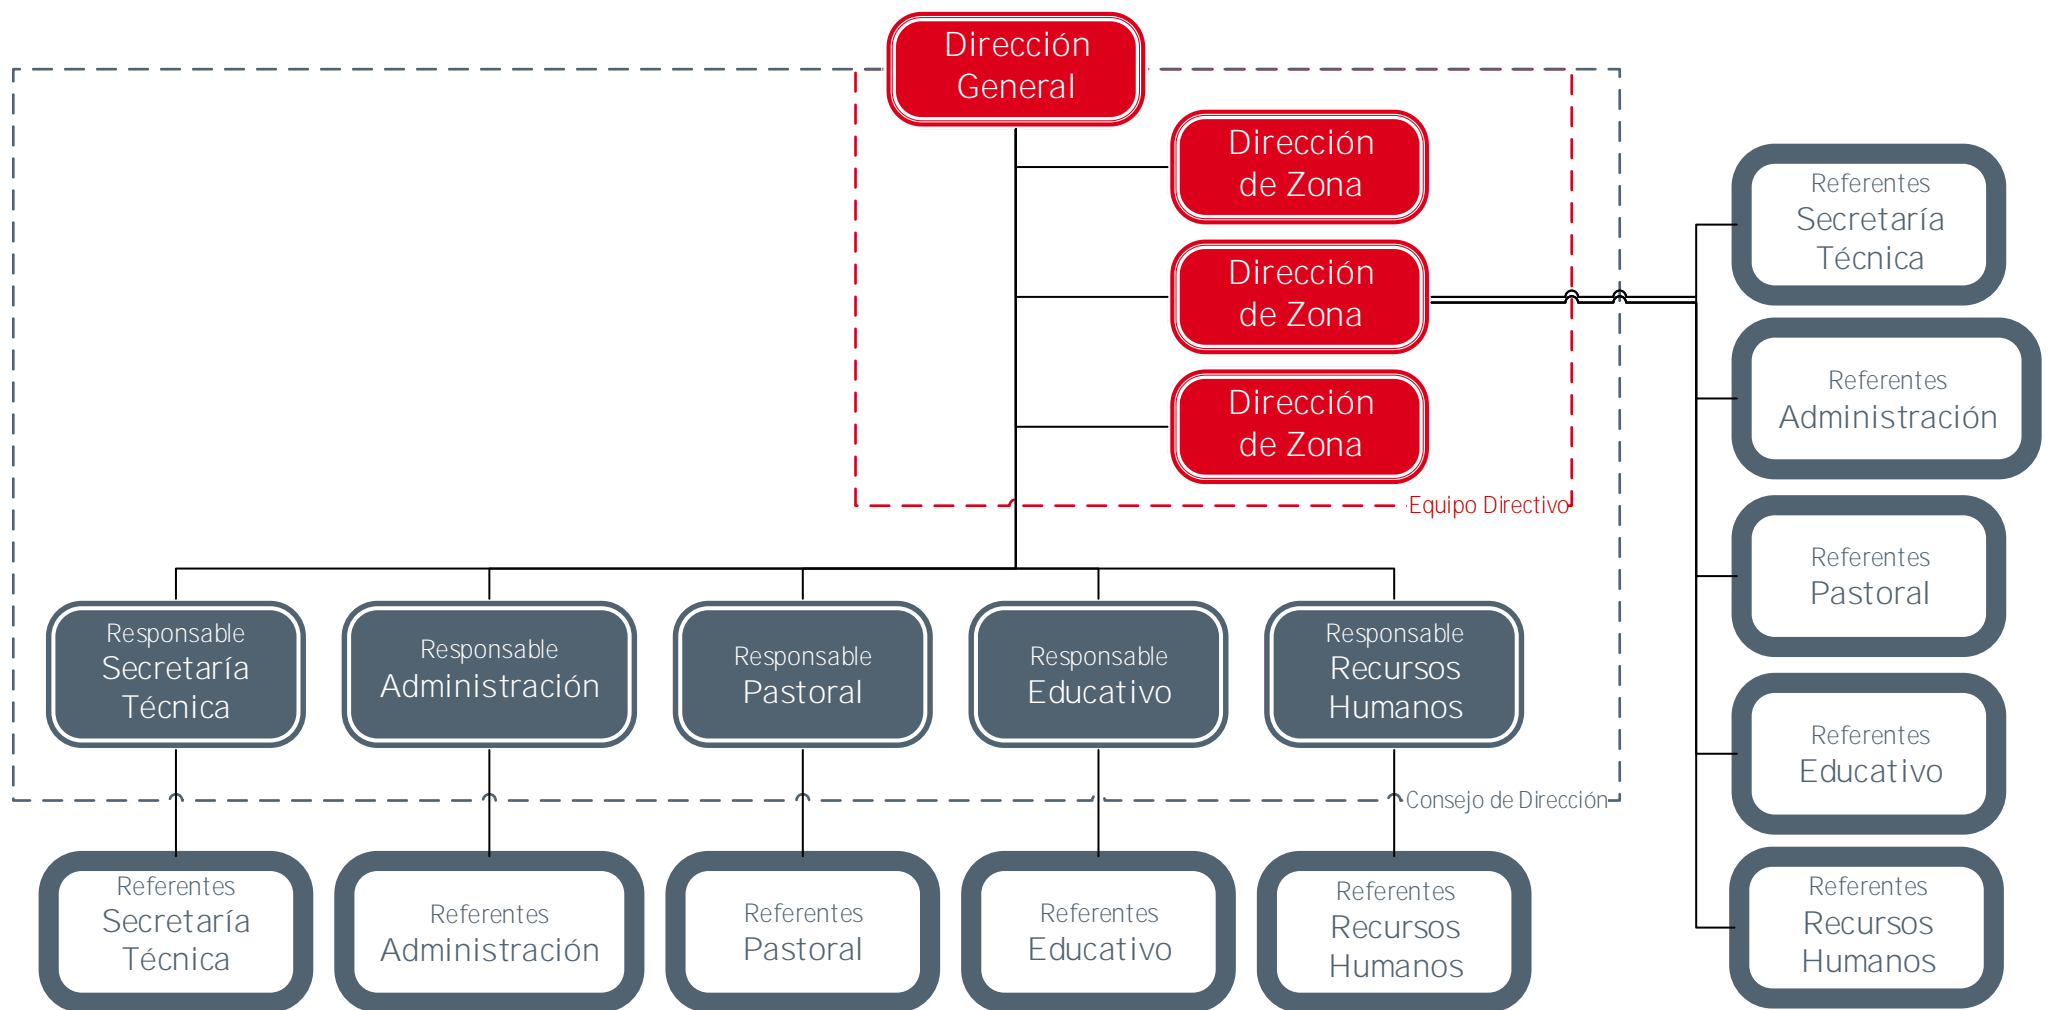 Dirección
General
Dirección
de Zona
Dirección
de Zona
Dirección
de Zona
Equipo Directivo
Referentes
Secretaría
Técnica
Referentes
Administración
Referentes
Pastoral
Referentes
Educativo
Referentes
Recursos
Humanos
Responsable
Secretaría
Técnica
Responsable
Administración
Responsable
Pastoral
Responsable
Educativo
Responsable
Recursos
Humanos
Consejo de Dirección
Referentes
Secretaría
Técnica
Referentes
Administración
Referentes
Pastoral
Referentes
Educativo
Referentes
Recursos
Humanos